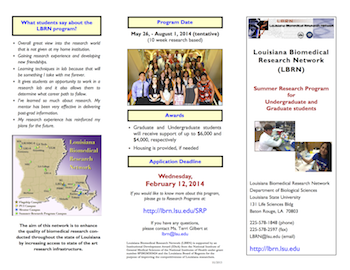 What students say about the
LBRN program?
• Overall great view into the research world
that is not given at my home institution.
• Gaining research experience and developing
new friendships.
• Learning techniques in lab because that will
be something I take with me forever.
• It gives students an opportunity to work in a
research lab and it also allows them to
determine what career path to follow.
• I've learned so much about research. My
mentor has been very effective in delivering
post-grad information.
• My research experience has reinforced my
plans for the future.
Louisiana
Biomedical
Research
Network
The aim of this network is to enhance
the quality of biomedical research con-
ducted throughout the state of Louisiana
by increasing access to state of the art
research infrastructure.
Program Date
May 26, - August 1, 2014 (tentative)
(10 week research based)
Awards
• Graduate and Undergraduate students
will receive support of up to $6,000 and
$4,000, respectively
• Housing is provided, if needed
Application Deadline
Wednesday,
February 12, 2014
If you would like to know more about this program,
please go to Research Programs at:
http://lbrn.lsu.edu/SRP
If you have any questions,
please contact Ms. Terri Gilbert at
lbrn@lsu.edu
Louisiana Biomedical Research Network
Louisiana Biomedical
Research Network
(LBRN)
Summer Research Program
for
Undergraduate and
Graduate students
Louisiana Biomedical Research Network
Department of Biological Sciences
Louisiana State University
131 Life Sciences Bldg
Baton Rouge, LA 70803
225-578-1848 (phone)
225-578-2597 (fax)
LBRN@lsu.edu (email)
http://lbrn.lsu.edu